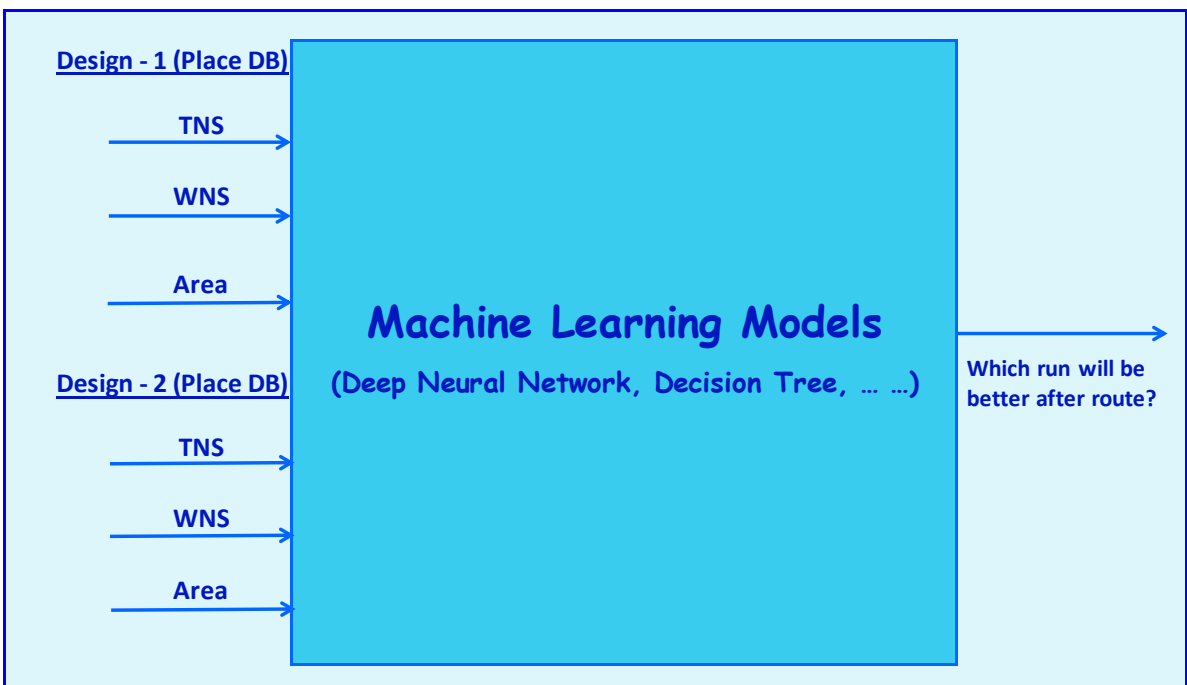 Design - 1 (Place DB)
TNS
WNS
Area
Design - 2 (Place DB)
TNS
WNS
Area
Machine Learning Models
(Deep Neural Network, Decision Tree, ... ...)
Which run will be
better after route?